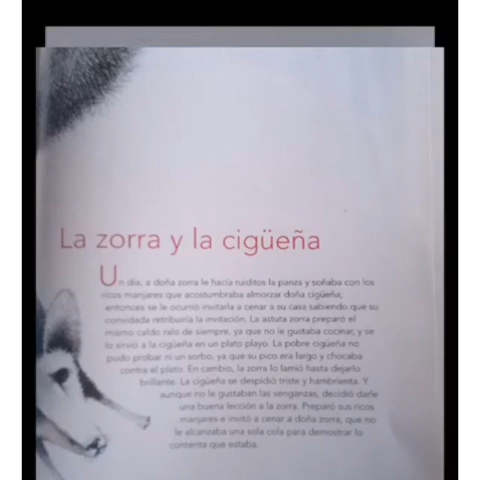 La zorra y la cigüeña
Un día, a doña zorra le hacía ruiditos la panza y soñaba con los
ricos manjares que acostumbraba almorzar doña cigüeña;
entonces se le ocurrió invitarla a cenar a su casa sabiendo que su
convidada retribuiría la invitación. La astuta zorra preparó el
mismo caldo ralo de siempre, ya que no le gustaba cocinar, y se
lo sirvió a la cigüeña en un plato playo. La pobre cigüeña no
pudo probar ni un sorbo, ya que su pico era largo y chocaba
contra el plato. En cambio, la zorra lo lamió hasta dejarlo
brillante. La cigüeña se despidió triste y hambrienta. Y
aunque no le gustaban las venganzas, decidió darle
una buena lección a la zorra. Preparó sus ricos
manjares e invitó a cenar a doña zorra, que no
le alcanzaba una sola cola para demostrar lo
contenta que estaba.